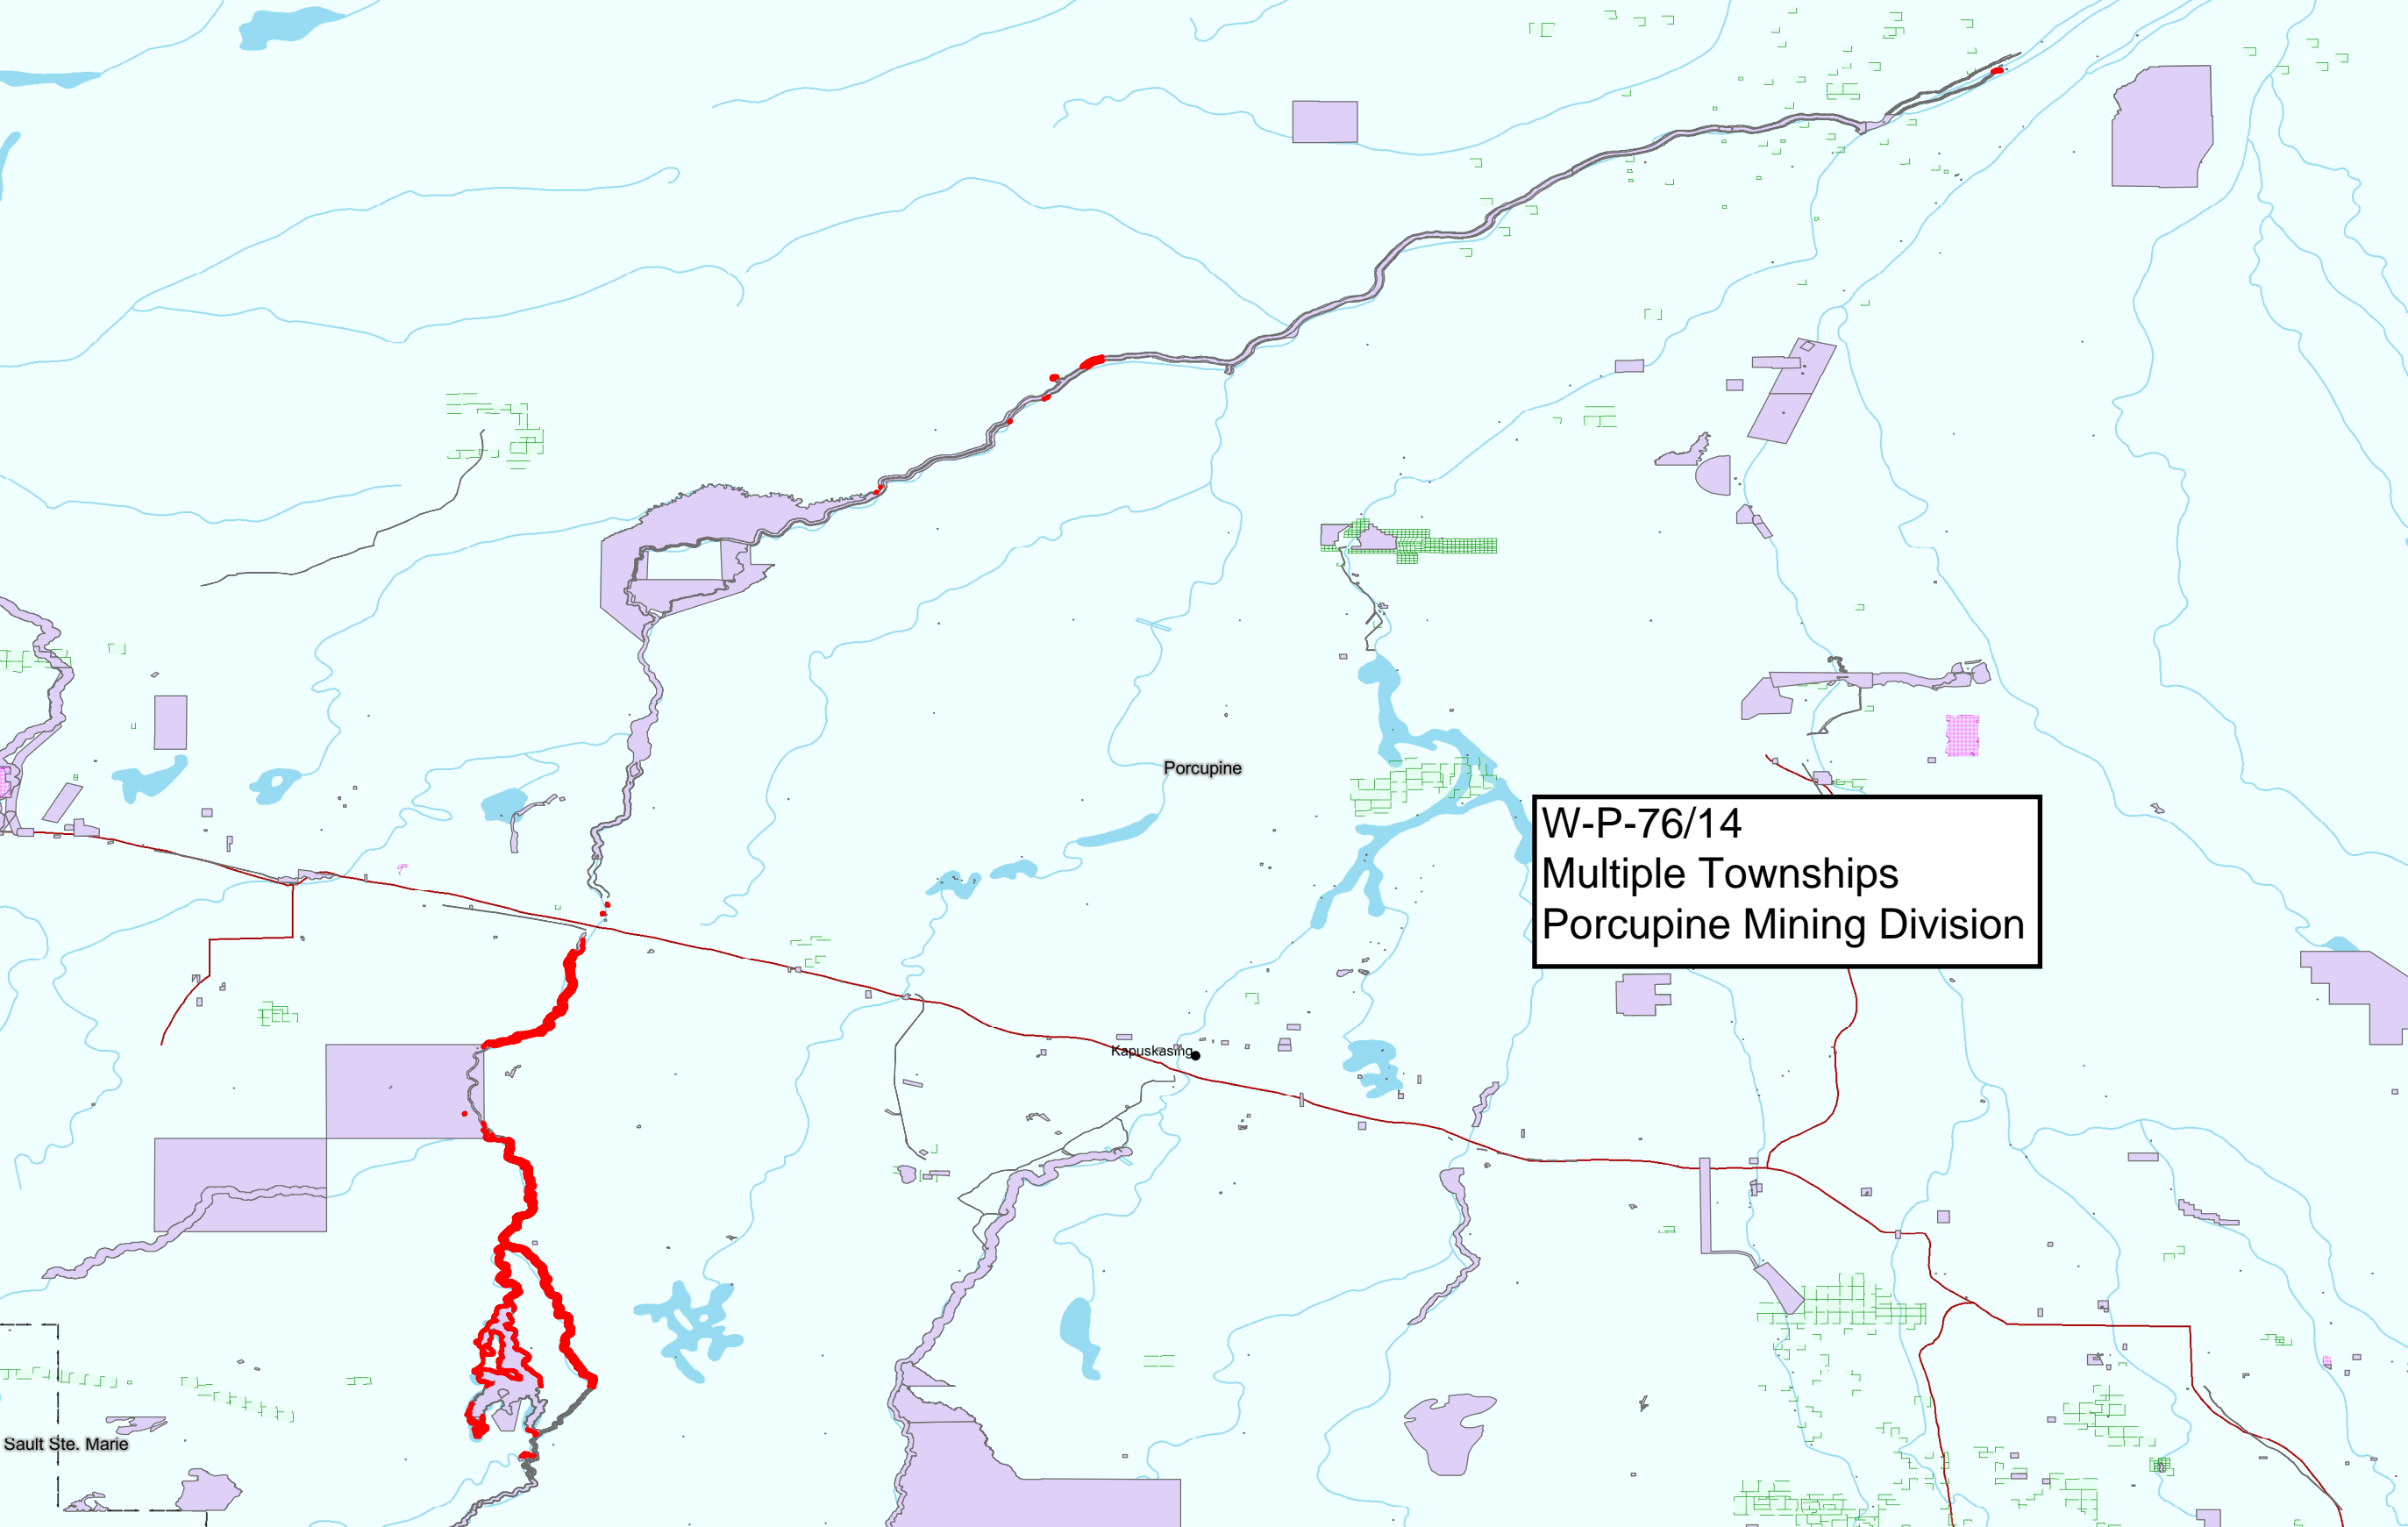 Porcupine
W-P-76/14
Multiple Townships
Porcupine Mining Division
Kapuskasing
Sault Ste. Marie